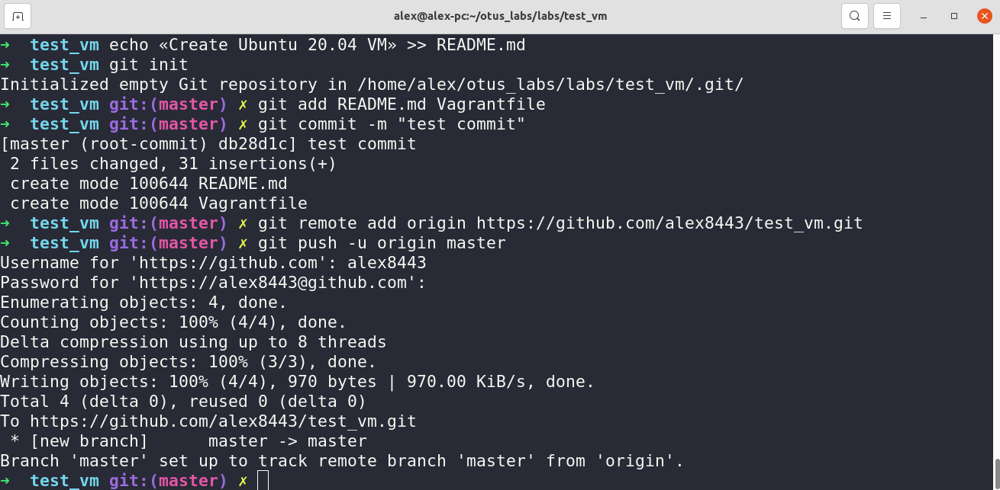 alex@alex-pc:~/otus_labs/labs/test_vm
➜  test_vm echo «Create Ubuntu 20.04 VM» >> README.md
➜  test_vm git init
Initialized empty Git repository in /home/alex/otus_labs/labs/test_vm/.git/
➜  test_vm git:(master) ✗ git add README.md Vagrantfile
➜  test_vm git:(master) ✗ git commit -m "test commit"
[master (root-commit) db28d1c] test commit
 2 files changed, 31 insertions(+)
 create mode 100644 README.md
 create mode 100644 Vagrantfile
➜  test_vm git:(master) ✗ git remote add origin https://github.com/alex8443/test_vm.git
➜  test_vm git:(master) ✗ git push -u origin master
Username for 'https://github.com': alex8443
Password for 'https://alex8443@github.com':
Enumerating objects: 4, done.
Counting objects: 100% (4/4), done.
Delta compression using up to 8 threads
Compressing objects: 100% (3/3), done.
Writing objects: 100% (4/4), 970 bytes | 970.00 KiB/s, done.
Total 4 (delta 0), reused 0 (delta 0)
To https://github.com/alex8443/test_vm.git
 * [new branch]      master -> master
Branch 'master' set up to track remote branch 'master' from 'origin'.
➜  test_vm git:(master) ✗